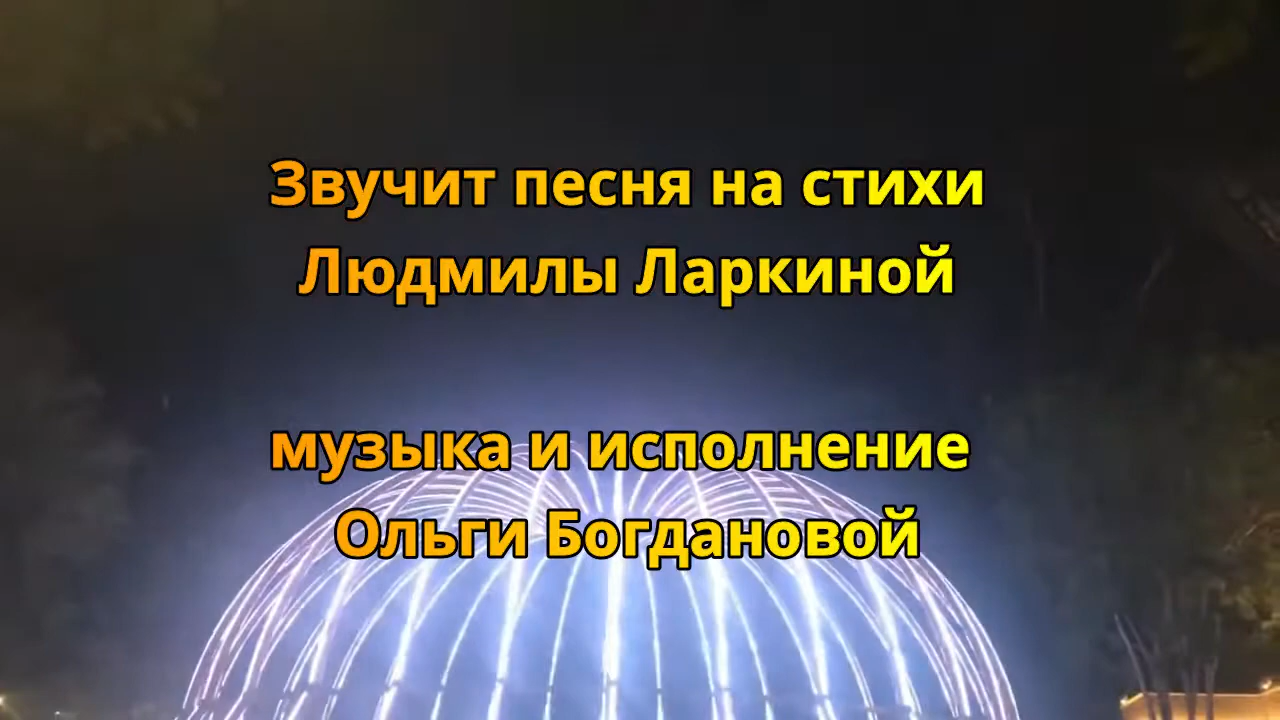 Звучит песня на стихи
Людмилы Ларкиной
музыка и исполнение
Ольги Богдановой